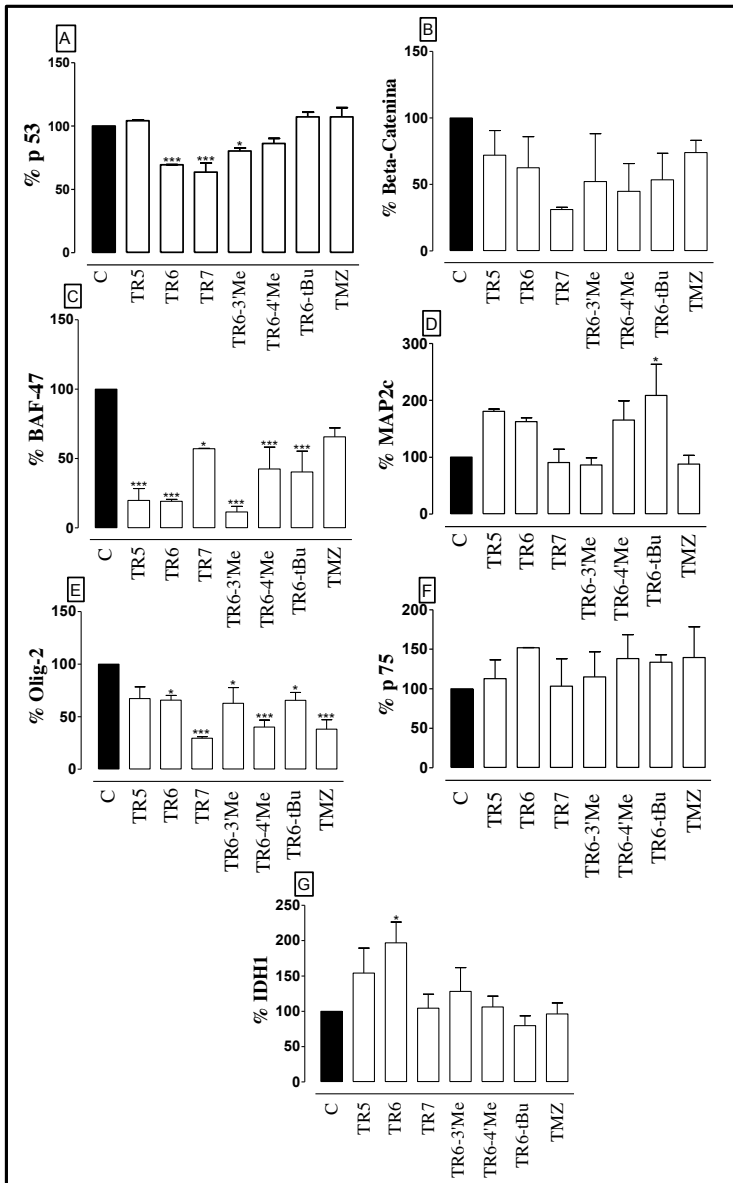 A
% p 53
150
100
50
0
***
***
*
C
TR5
TR6
TR7
TR6-3'Me
TR6-4'Me
TR6-tBu
TMZ
B
% Beta-Catenina
150
100
50
0
C
TR5
TR6
TR7
TR6-3'Me
TR6-4'Me
TR6-tBu
TMZ
C
% BAF-47
150
100
50
0
***
***
*
***
***
***
C
TR5
TR6
TR7
TR6-3'Me
TR6-4'Me
TR6-tBu
TMZ
D
% MAP2c
300
200
100
0
*
C
TR5
TR6
TR7
TR6-3'Me
TR6-4'Me
TR6-tBu
TMZ
E
% Olig-2
150
100
50
0
*
***
*
***
*
***
C
TR5
TR6
TR7
TR6-3'Me
TR6-4'Me
TR6-tBu
TMZ
F
% p 75
200
150
100
50
0
C
TR5
TR6
TR7
TR6-3'Me
TR6-4'Me
TR6-tBu
TMZ
G
% IDH1
250
200
150
100
50
0
*
C
TR5
TR6
TR7
TR6-3'Me
TR6-4'Me
TR6-tBu
TMZ